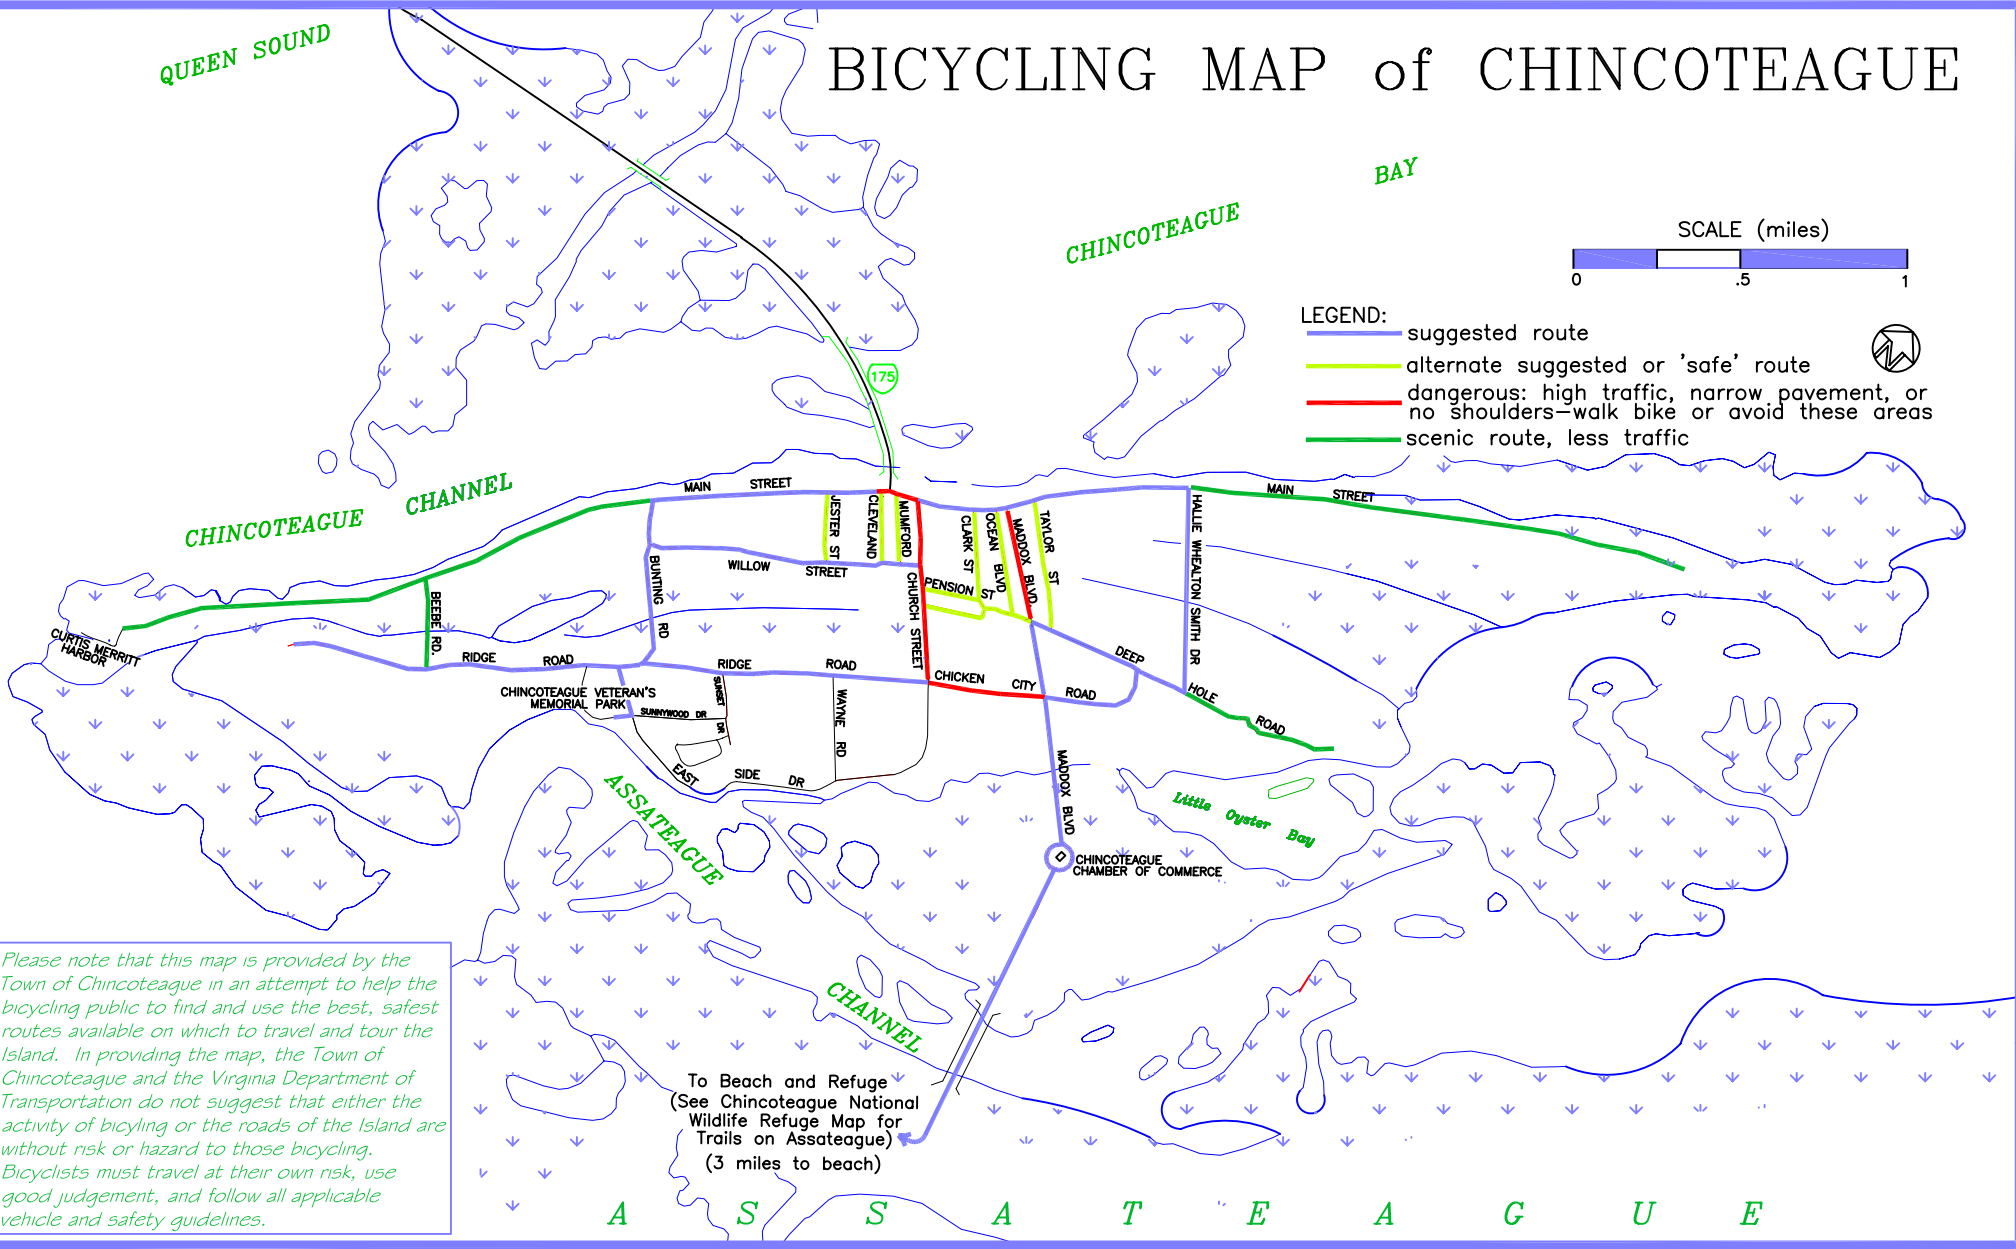 BICYCLING MAP of CHINCOTEAGUE
QUEEN SOUND
BAY
CHINCOTEAGUE
SCALE (miles)
0 .5 1
LEGEND:
suggested route
alternate suggested or 'safe' route
dangerous: high traffic, narrow pavement, or
no shoulders—walk bike or avoid these areas
scenic route, less traffic
175
CHINCOTEAGUE CHANNEL
MAIN STREET
MAIN STREET
JESTER ST
CLEVELAND
MUMFORD
CLARK ST
OCEAN BLVD
MADDOX BLVD
TAYLOR ST
HALLIE WHEALTON SMITH DR
WILLOW STREET
BUNTING RD
BEEBE RD.
PENSION ST
CHURCH STREET
CURTIS MERRITT
HARBOR
RIDGE ROAD
RIDGE ROAD
CHICKEN CITY ROAD
DEEP HOLE ROAD
CHINCOTEAGUE VETERAN'S
MEMORIAL PARK
SUNNYWOOD DR
SUNSET DR
WAYNE RD
EAST SIDE DR
MADDOX BLVD
Little Oyster Bay
ASSATEAGUE
CHANNEL
CHINCOTEAGUE
CHAMBER OF COMMERCE
Please note that this map is provided by the
Town of Chincoteague in an attempt to help the
bicycling public to find and use the best, safest
routes available on which to travel and tour the
Island. In providing the map, the Town of
Chincoteague and the Virginia Department of
Transportation do not suggest that either the
activity of bicyling or the roads of the Island are
without risk or hazard to those bicycling.
Bicyclists must travel at their own risk, use
good judgement, and follow all applicable
vehicle and safety guidelines.
To Beach and Refuge
(See Chincoteague National
Wildlife Refuge Map for
Trails on Assateague)
(3 miles to beach)
ASSATEAGUE